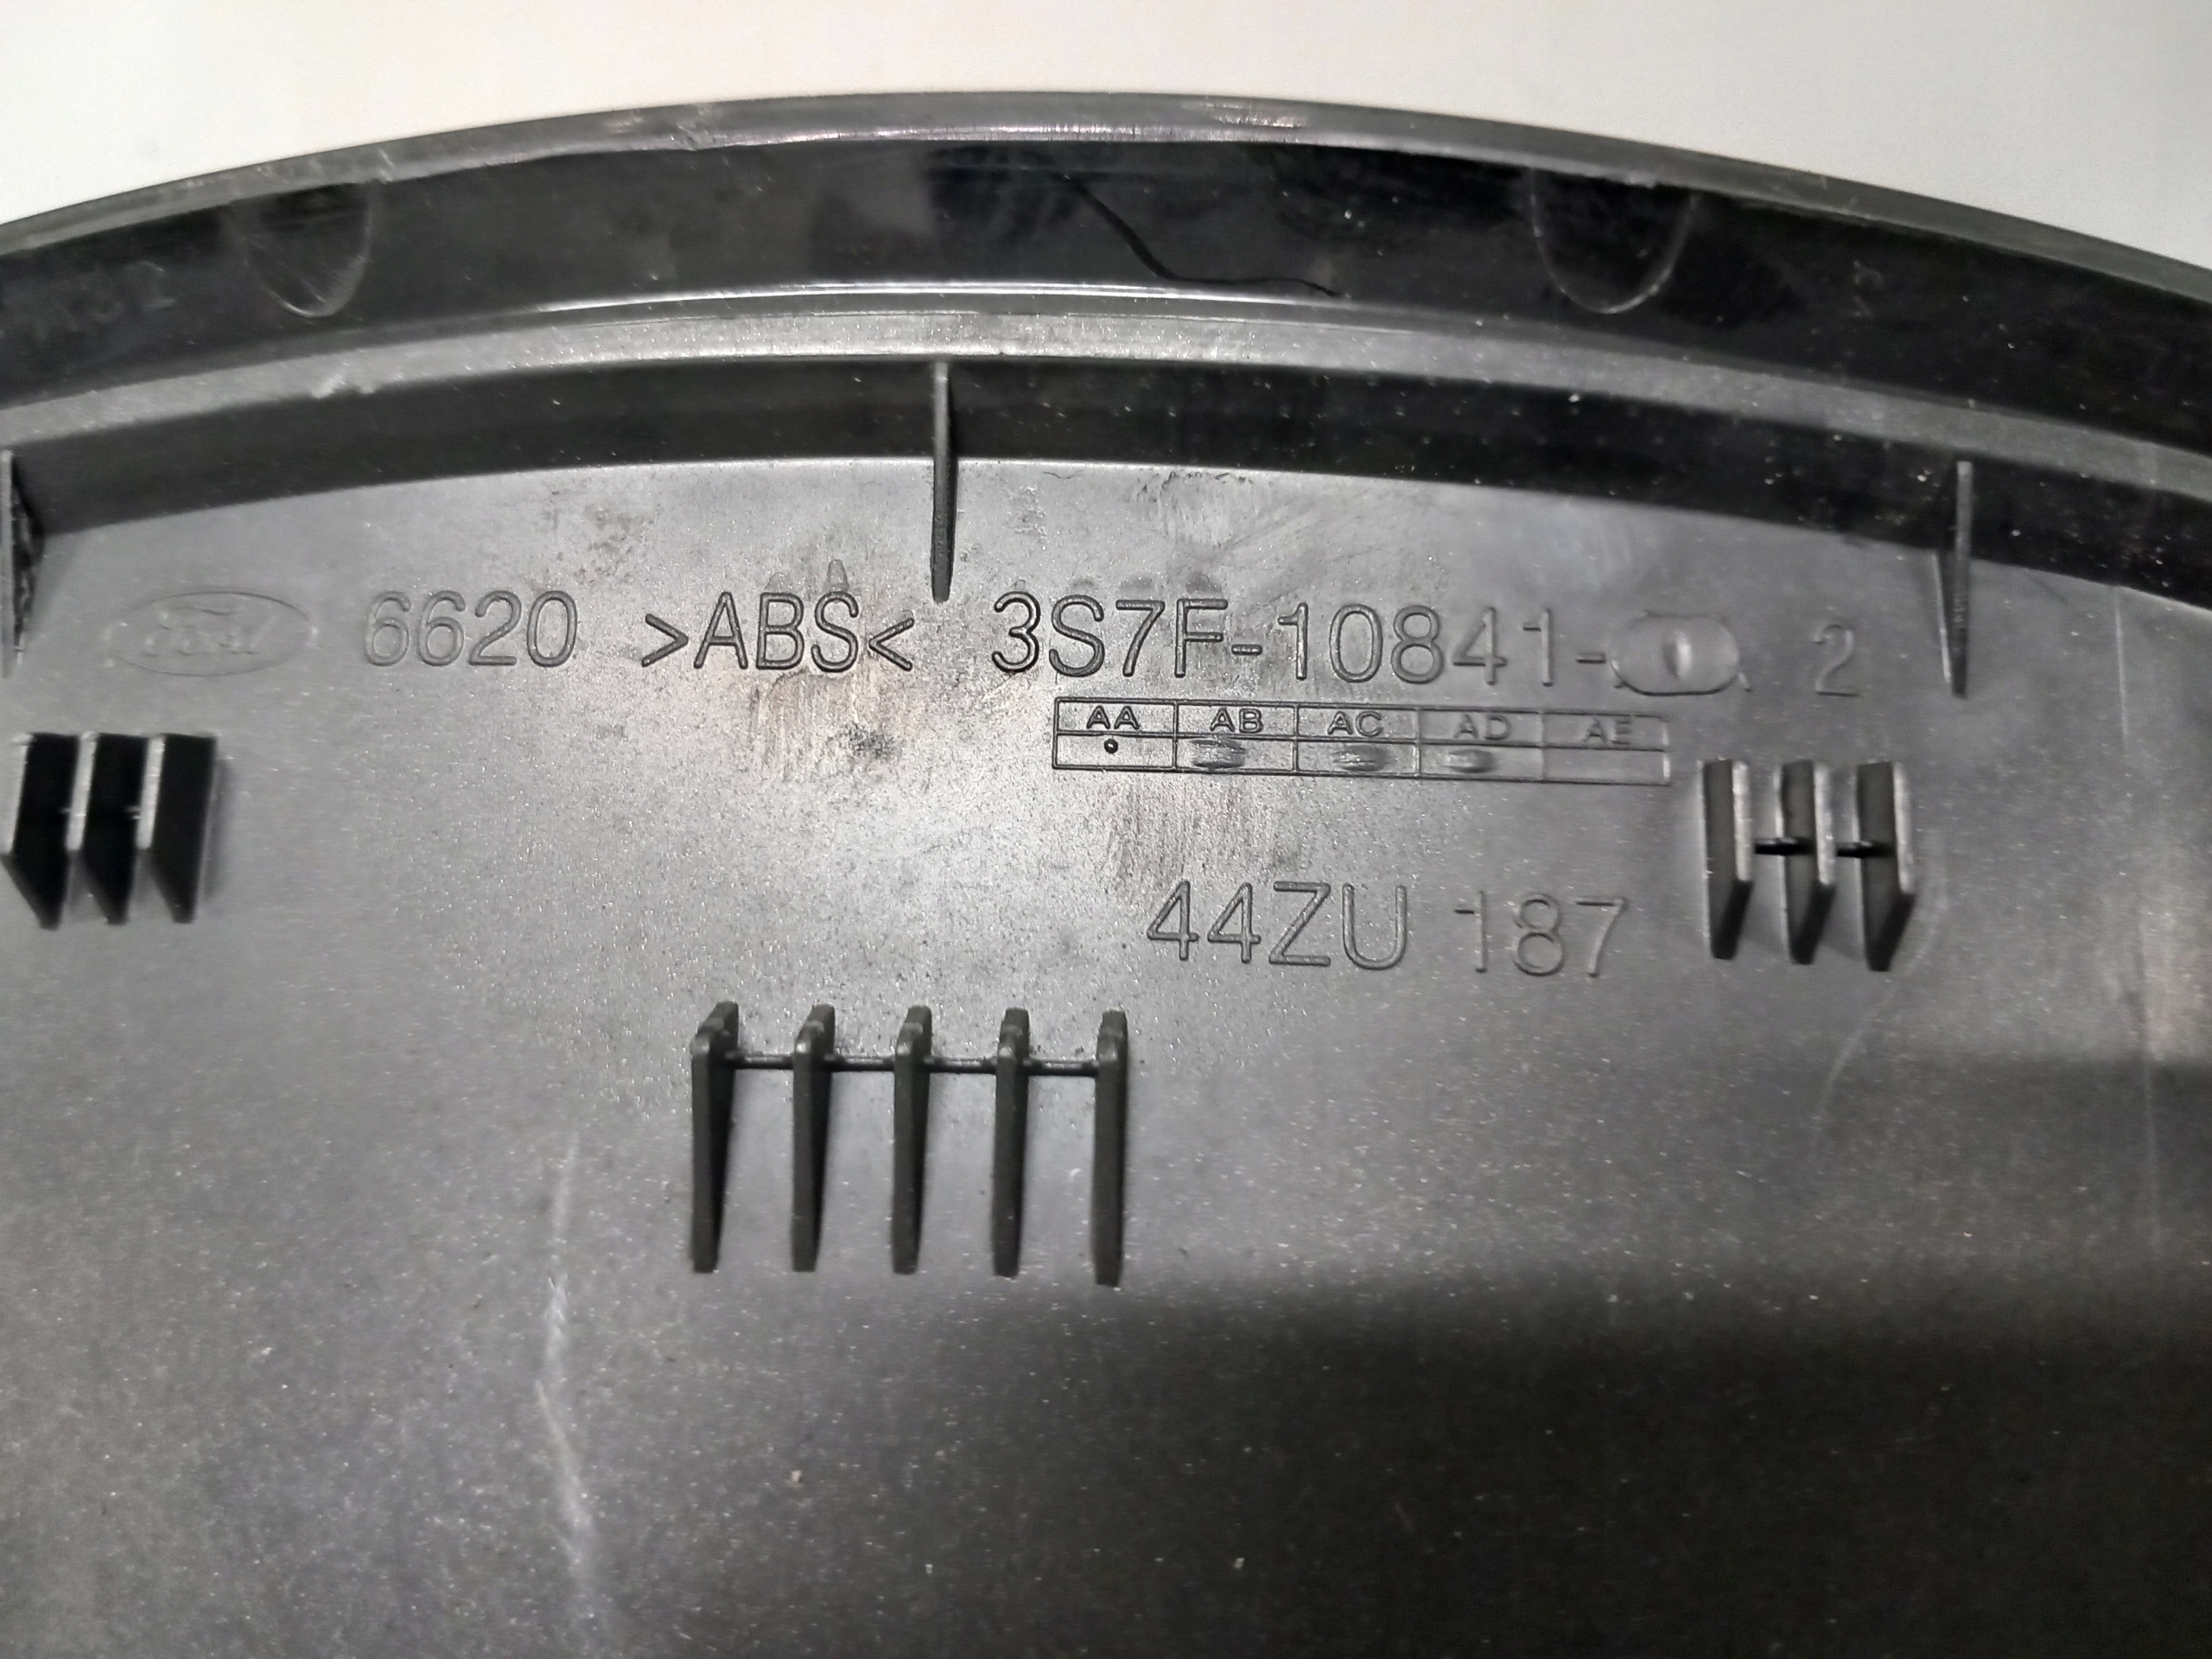 Ford 6620 >ABS< 3S7F-10841- 2
AA AB AC AD AE
44ZU 187